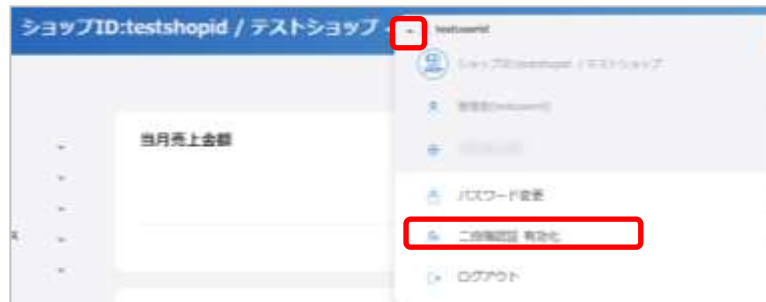 ショップID:testshopid / テストショップ
testuserid
ショップID:testshopid / テストショップ
管理者(testuserid)
当月売上金額
パスワード変更
二段階認証 有効化
ログアウト